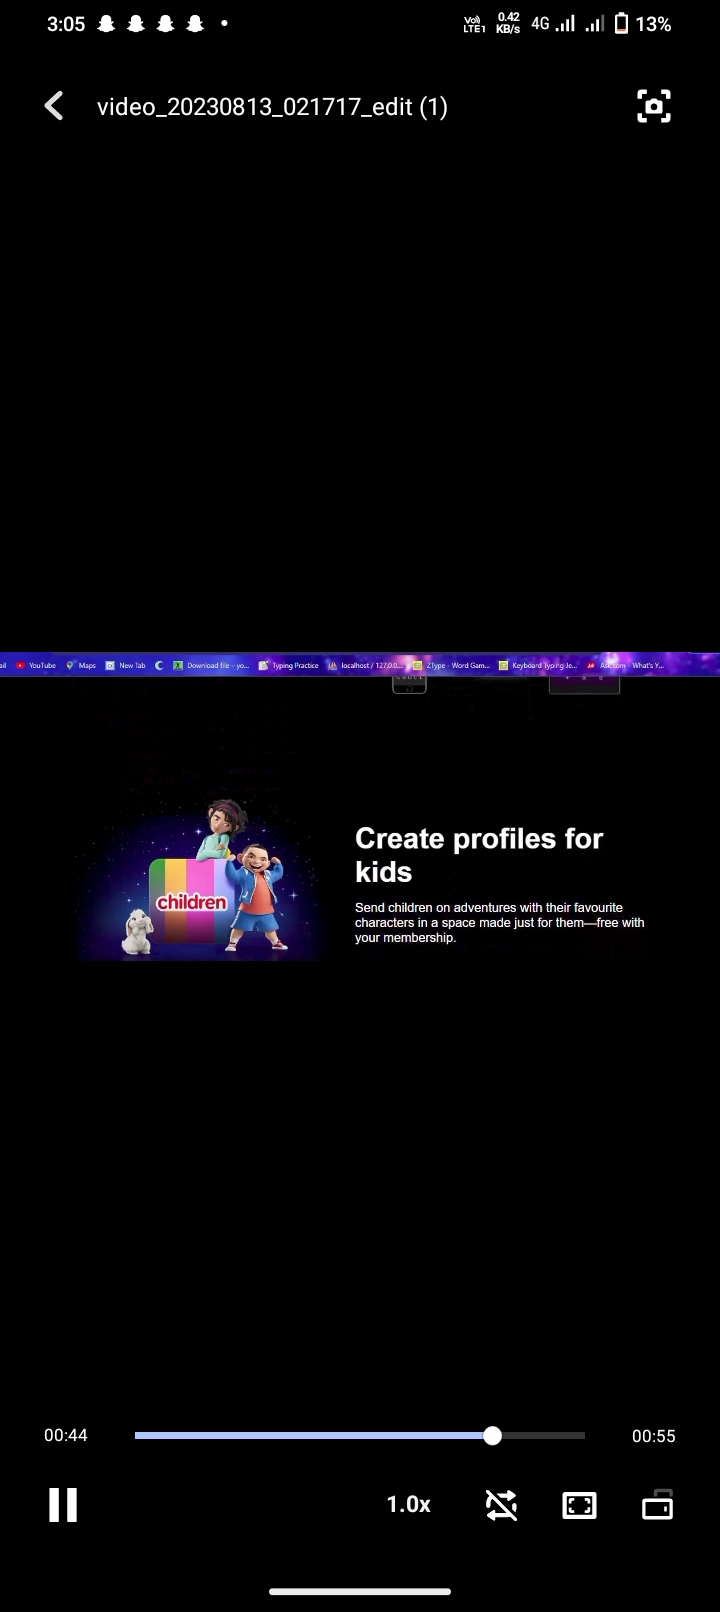 3:05
Vo) 0.42 4G 13%
LTE1 KB/s
video_20230813_021717_edit (1)
ail YouTube Maps New Tab Download file - yo... Typing Practice localhost / 127.0.0... ZType - Word Gam... Keyboard Typing Je... Ask.com - What's Y...
Create profiles for
kids
children
Send children on adventures with their favourite
characters in a space made just for them—free with
your membership.
00:44
00:55
1.0x